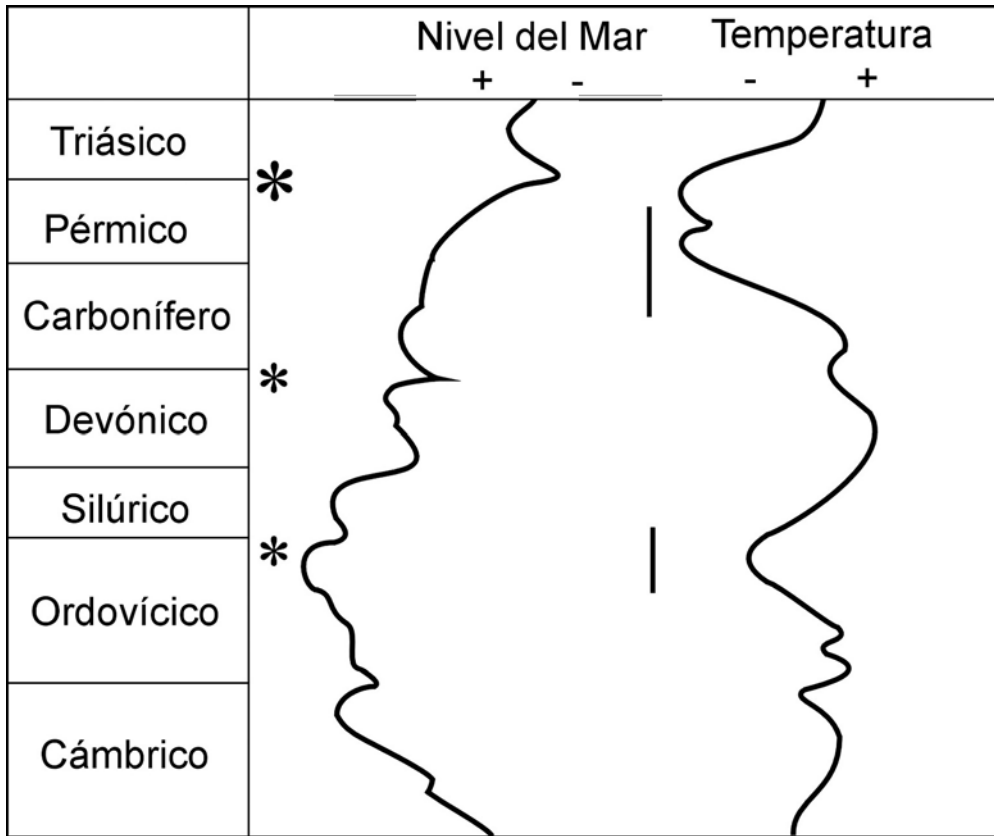 Nivel del Mar Temperatura
+ - - +
Triásico
*
Pérmico
Carbonífero
*
Devónico
Silúrico
*
Ordovícico
Cámbrico